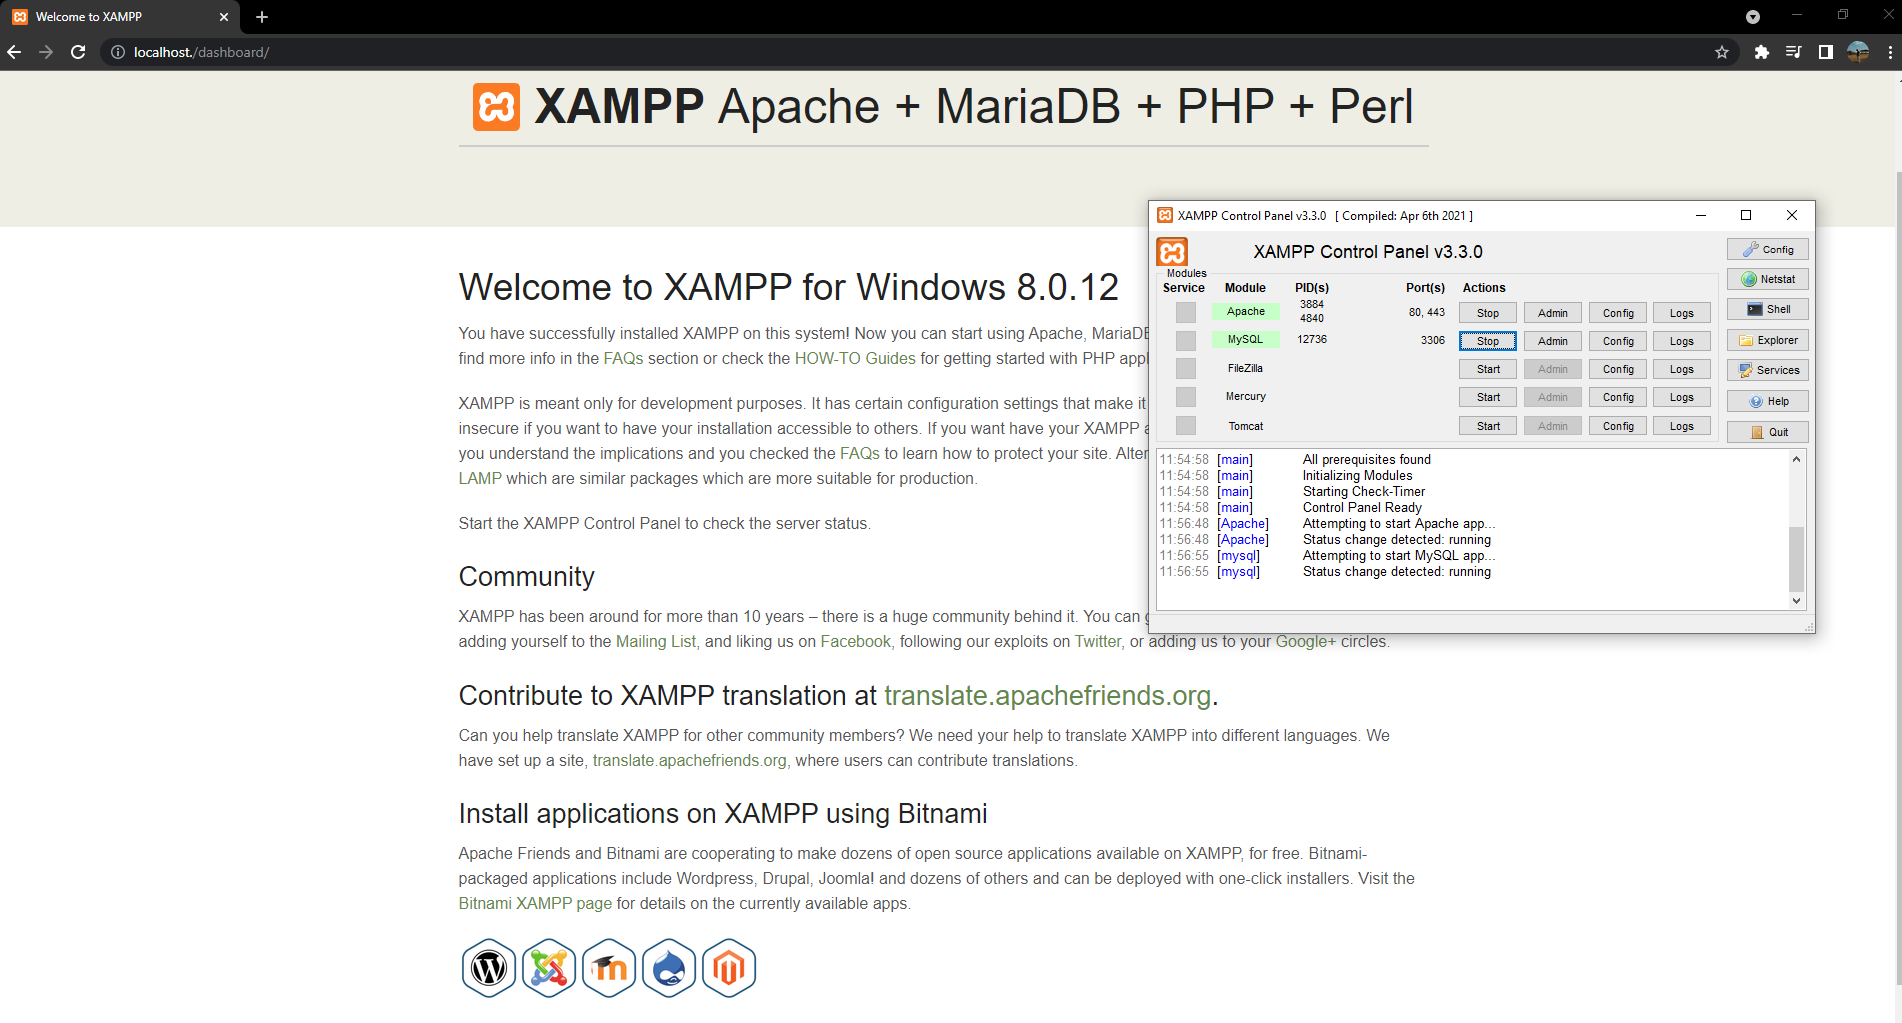 Welcome to XAMPP
localhost./dashboard/
XAMPP Apache + MariaDB + PHP + Perl
Welcome to XAMPP for Windows 8.0.12
You have successfully installed XAMPP on this system! Now you can start using Apache, MariaDB
find more info in the FAQs section or check the HOW-TO Guides for getting started with PHP appl
XAMPP is meant only for development purposes. It has certain configuration settings that make it
insecure if you want to have your installation accessible to others. If you want have your XAMPP a
you understand the implications and you checked the FAQs to learn how to protect your site. Alter
LAMP which are similar packages which are more suitable for production.
Start the XAMPP Control Panel to check the server status.
Community
XAMPP has been around for more than 10 years – there is a huge community behind it. You can g
adding yourself to the Mailing List, and liking us on Facebook, following our exploits on Twitter, or adding us to your Google+ circles.
Contribute to XAMPP translation at translate.apachefriends.org.
Can you help translate XAMPP for other community members? We need your help to translate XAMPP into different languages. We
have set up a site, translate.apachefriends.org, where users can contribute translations.
Install applications on XAMPP using Bitnami
Apache Friends and Bitnami are cooperating to make dozens of open source applications available on XAMPP, for free. Bitnami-
packaged applications include Wordpress, Drupal, Joomla! and dozens of others and can be deployed with one-click installers. Visit the
Bitnami XAMPP page for details on the currently available apps.
XAMPP Control Panel v3.3.0 [ Compiled: Apr 6th 2021 ]
XAMPP Control Panel v3.3.0
Config
Modules
Netstat
Service Module PID(s) Port(s) Actions
Apache 3884 4840 80, 443 Stop Admin Config Logs
Shell
MySQL 12736 3306 Stop Admin Config Logs
Explorer
FileZilla Start Admin Config Logs
Services
Mercury Start Admin Config Logs
Help
Tomcat Start Admin Config Logs
Quit
11:54:58 [main] All prerequisites found
11:54:58 [main] Initializing Modules
11:54:58 [main] Starting Check-Timer
11:54:58 [main] Control Panel Ready
11:56:48 [Apache] Attempting to start Apache app...
11:56:48 [Apache] Status change detected: running
11:56:55 [mysql] Attempting to start MySQL app...
11:56:55 [mysql] Status change detected: running